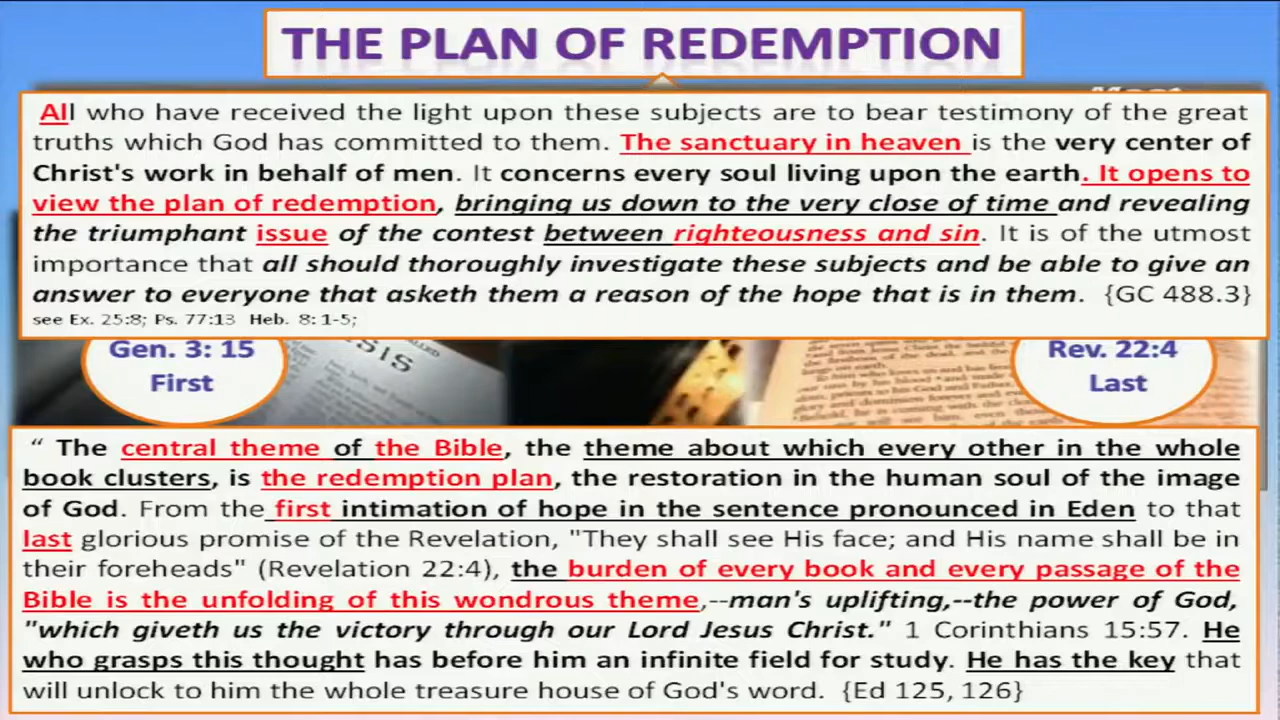 THE PLAN OF REDEMPTION
All who have received the light upon these subjects are to bear testimony of the great
truths which God has committed to them. The sanctuary in heaven is the very center of
Christ's work in behalf of men. It concerns every soul living upon the earth. It opens to
view the plan of redemption, bringing us down to the very close of time and revealing
the triumphant issue of the contest between righteousness and sin. It is of the utmost
importance that all should thoroughly investigate these subjects and be able to give an
answer to everyone that asketh them a reason of the hope that is in them. {GC 488.3}
see Ex. 25:8; Ps. 77:13 Heb. 8: 1-5;
Gen. 3: 15
First
Rev. 22:4
Last
“ The central theme of the Bible, the theme about which every other in the whole
book clusters, is the redemption plan, the restoration in the human soul of the image
of God. From the first intimation of hope in the sentence pronounced in Eden to that
last glorious promise of the Revelation, "They shall see His face; and His name shall be in
their foreheads" (Revelation 22:4), the burden of every book and every passage of the
Bible is the unfolding of this wondrous theme,--man's uplifting,--the power of God,
"which giveth us the victory through our Lord Jesus Christ." 1 Corinthians 15:57. He
who grasps this thought has before him an infinite field for study. He has the key that
will unlock to him the whole treasure house of God's word. {Ed 125, 126}